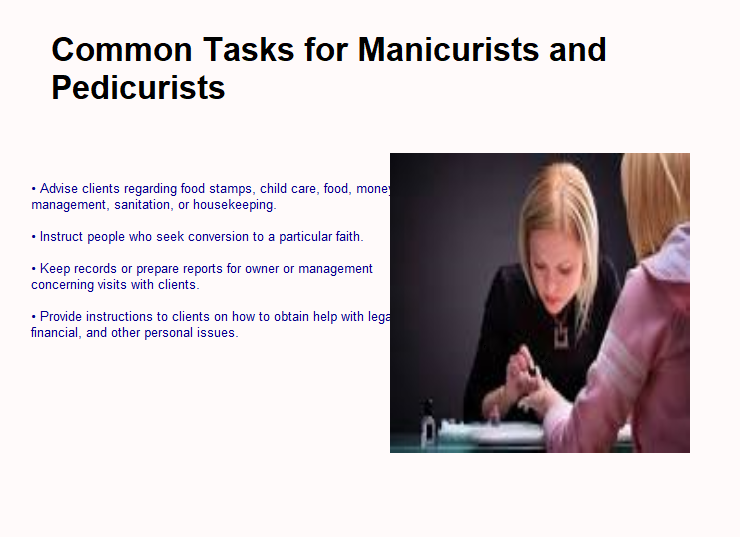 Common Tasks for Manicurists and
Pedicurists
• Advise clients regarding food stamps, child care, food, money
management, sanitation, or housekeeping.
• Instruct people who seek conversion to a particular faith.
• Keep records or prepare reports for owner or management
concerning visits with clients.
• Provide instructions to clients on how to obtain help with lega
financial, and other personal issues.